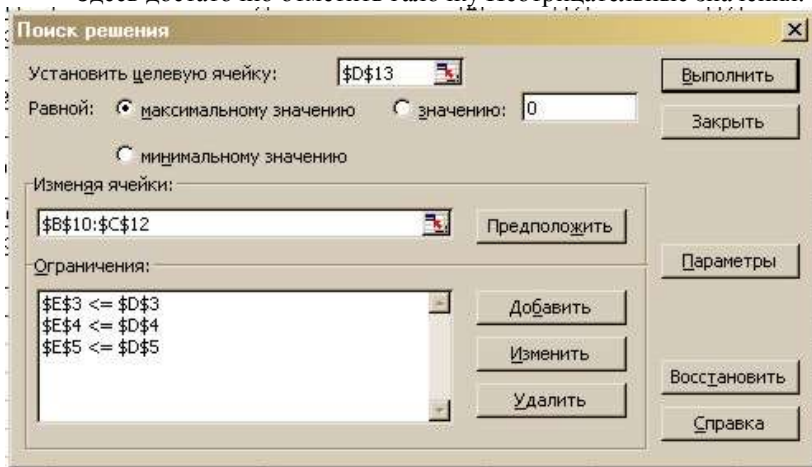 Поиск решения
Установить целевую ячейку: $D$13 Выполнить
Равной: максимальному значению значению: 0 Закрыть
минимальному значению
Изменяя ячейки:
$B$10:$C$12 Предположить
Ограничения: Параметры
$E$3 <= $D$3 Добавить
$E$4 <= $D$4
$E$5 <= $D$5 Изменить
Восстановить
Удалить
Справка